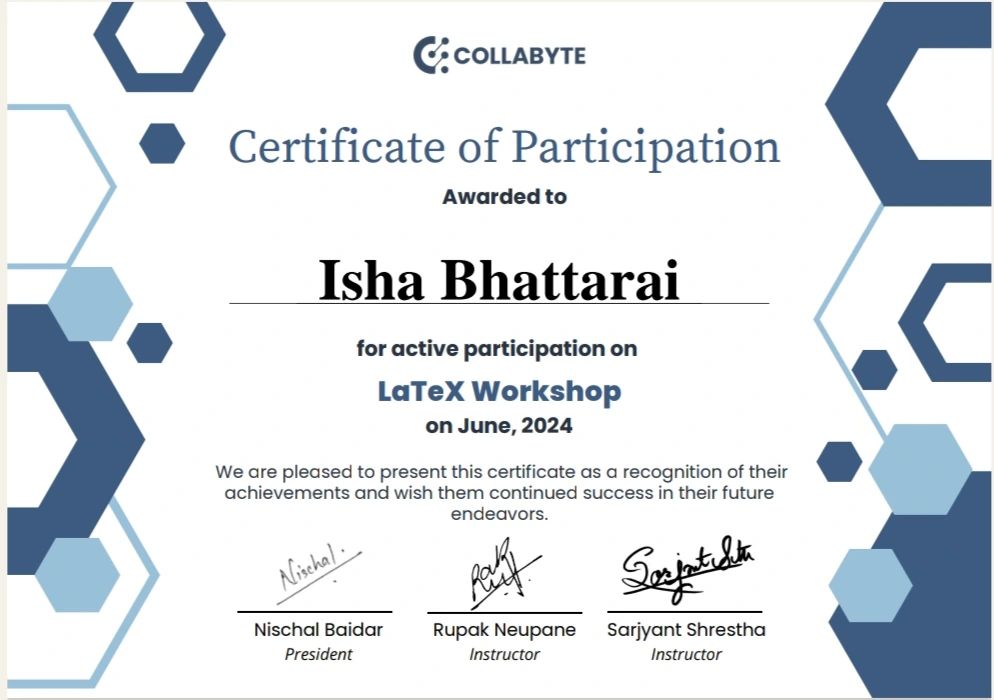 COLLABYTE
Certificate of Participation
Awarded to
Isha Bhattarai
for active participation on
LaTeX Workshop
on June, 2024
We are pleased to present this certificate as a recognition of their
achievements and wish them continued success in their future
endeavors.
Nischal. Rak Sarjyant Sth
Nischal Baidar Rupak Neupane Sarjyant Shrestha
President Instructor Instructor